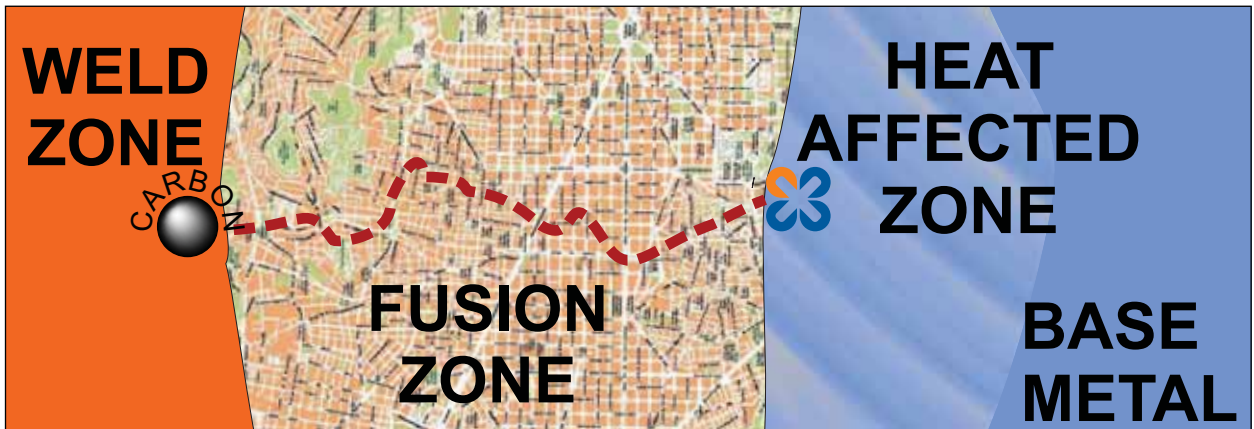 WELD
ZONE
CARBON
FUSION
ZONE
HEAT
AFFECTED
ZONE
BASE
METAL